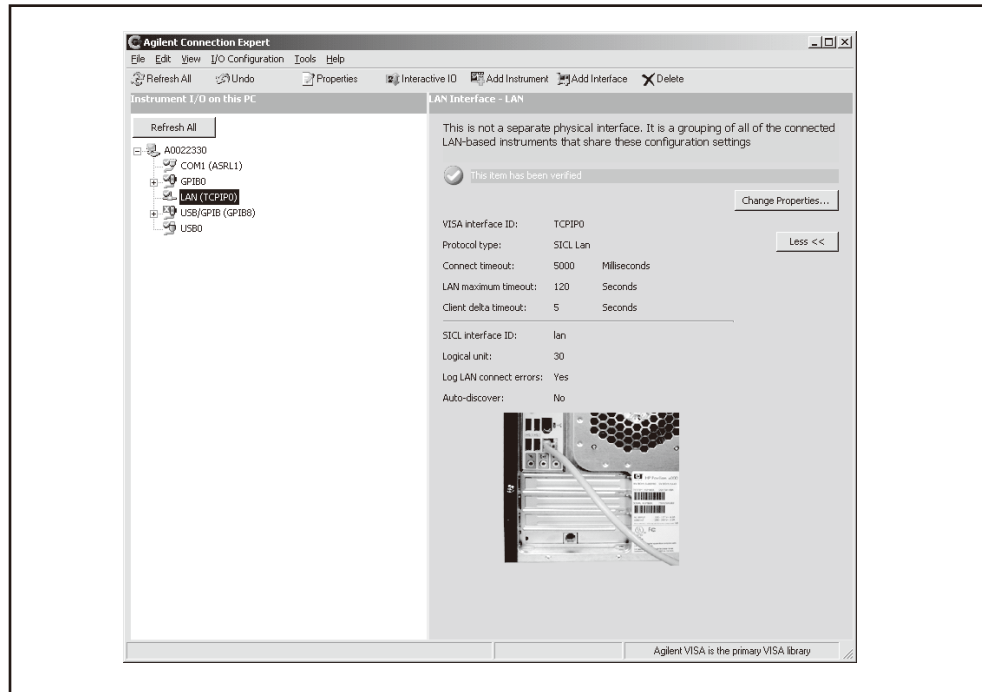 Agilent Connection Expert
File Edit View I/O Configuration Tools Help
Refresh All Undo Properties Interactive IO Add Instrument Add Interface Delete
Instrument I/O on this PC
LAN Interface - LAN
Refresh All
A0022330
COM1 (ASRL1)
GPIB0
LAN (TCPIP0)
USB/GPIB (GPIB8)
USB0
This is not a separate physical interface. It is a grouping of all of the connected
LAN-based instruments that share these configuration settings
This item has been verified
Change Properties...
VISA interface ID: TCPIP0
Less <<
Protocol type: SICL Lan
Connect timeout: 5000 Milliseconds
LAN maximum timeout: 120 Seconds
Client delta timeout: 5 Seconds
SICL interface ID: lan
Logical unit: 30
Log LAN connect errors: Yes
Auto-discover: No
Agilent VISA is the primary VISA library